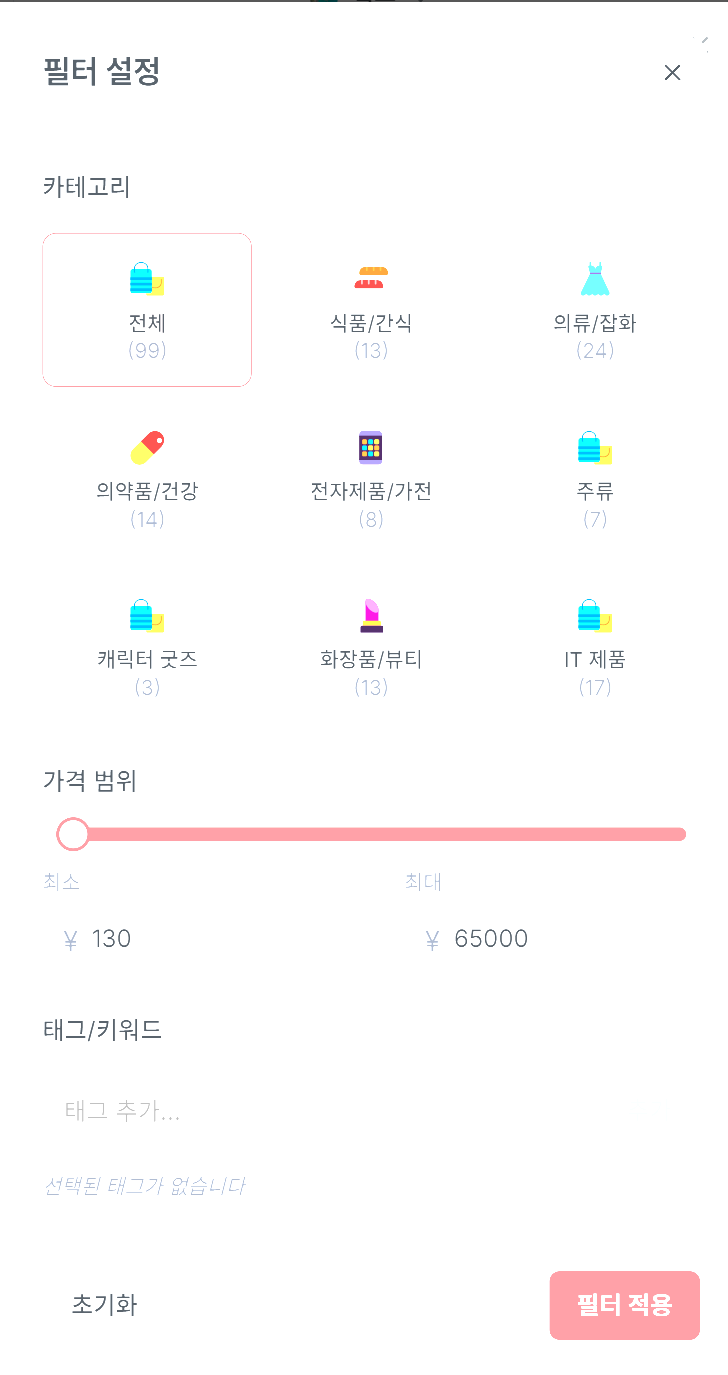 필터 설정
카테고리
전체
(99)
식품/간식
(13)
의류/잡화
(24)
의약품/건강
(14)
전자제품/가전
(8)
주류
(7)
캐릭터 굿즈
(3)
화장품/뷰티
(13)
IT 제품
(17)
가격 범위
최소
최대
¥ 130
¥ 65000
태그/키워드
태그 추가...
선택된 태그가 없습니다
초기화
필터 적용